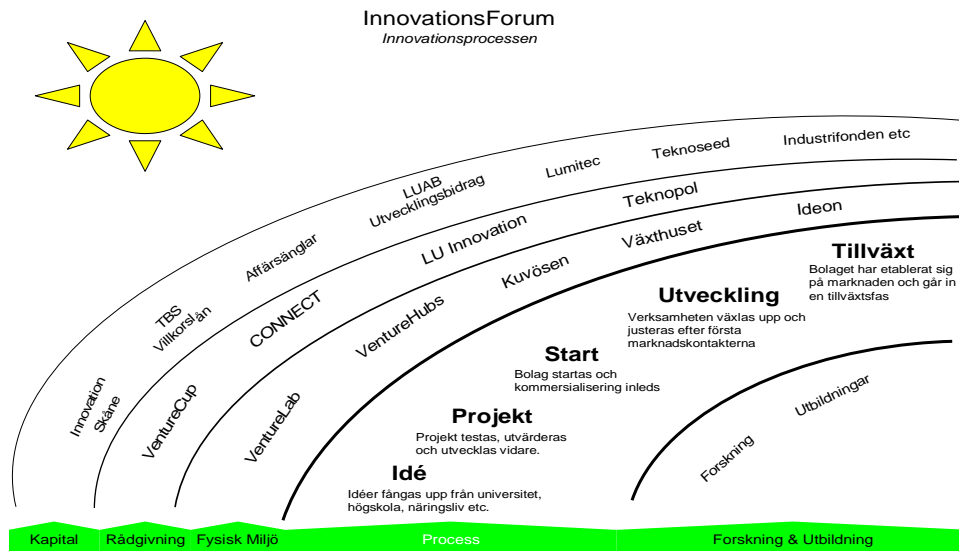 InnovationsForum
Innovationsprocessen
Innovation
Skåne
TBS
Villkorslån
Affärsänglar
LUAB
Utvecklingsbidrag
Lumitec
Teknoseed
Industrifonden etc
VentureCup
CONNECT
LU Innovation
Teknopol
VentureLab
VentureHubs
Kuvösen
Växthuset
Ideon
Tillväxt
Bolaget har etablerat sig
på marknaden och går in
en tillväxtsfas
Utveckling
Verksamheten växlas upp och
justeras efter första
marknadskontakterna
Start
Bolag startas och
kommersialisering inleds
Projekt
Projekt testas, utvärderas
och utvecklas vidare.
Idé
Idéer fångas upp från universitet,
högskola, näringsliv etc.
Forskning
Utbildningar
Kapital
Rådgivning
Fysisk Miljö
Process
Forskning & Utbildning